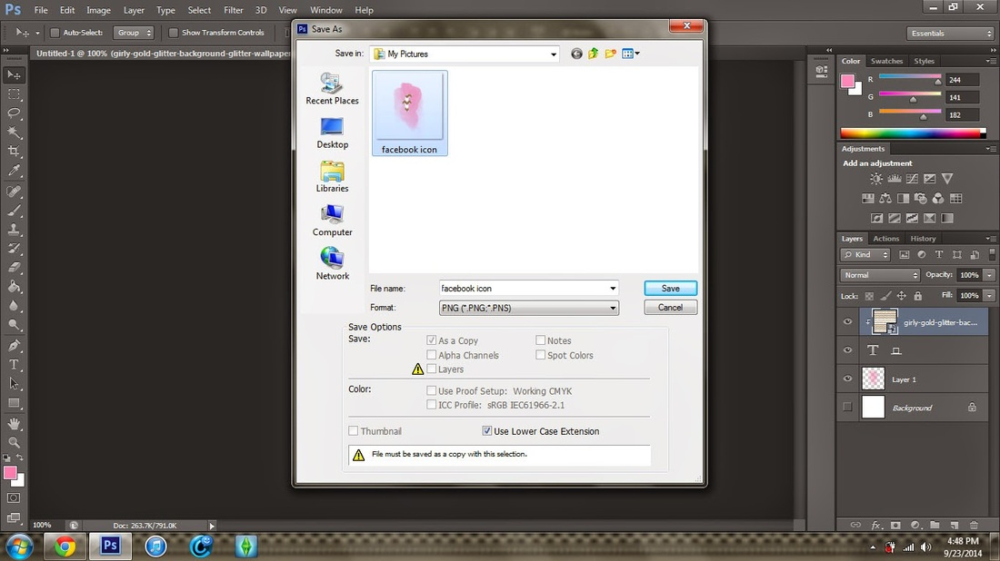 Ps File Edit Image Layer Type Select Filter 3D View Window Help
Auto-Select: Group Show Transform Controls Essentials
Untitled-1 @ 100% (girly-gold-glitter-background-glitter-wallpaper
Ps Save As
Save in: My Pictures
Recent Places
Desktop
Libraries
Computer
Network
facebook icon
File name: facebook icon Save
Format: PNG (*.PNG;*.PNS) Cancel
Save Options
Save: As a Copy Notes
Alpha Channels Spot Colors
Layers
Color: Use Proof Setup: Working CMYK
ICC Profile: sRGB IEC61966-2.1
Thumbnail Use Lower Case Extension
File must be saved as a copy with this selection.
Color Swatches Styles
R 244
G 141
B 182
Adjustments
Add an adjustment
Layers Actions History
Kind
Normal Opacity: 100%
Lock: Fill: 100%
girly-gold-glitter-bac...
Layer 1
Background
100% Doc: 263.7K/791.0K
Ps
4:48 PM
9/23/2014